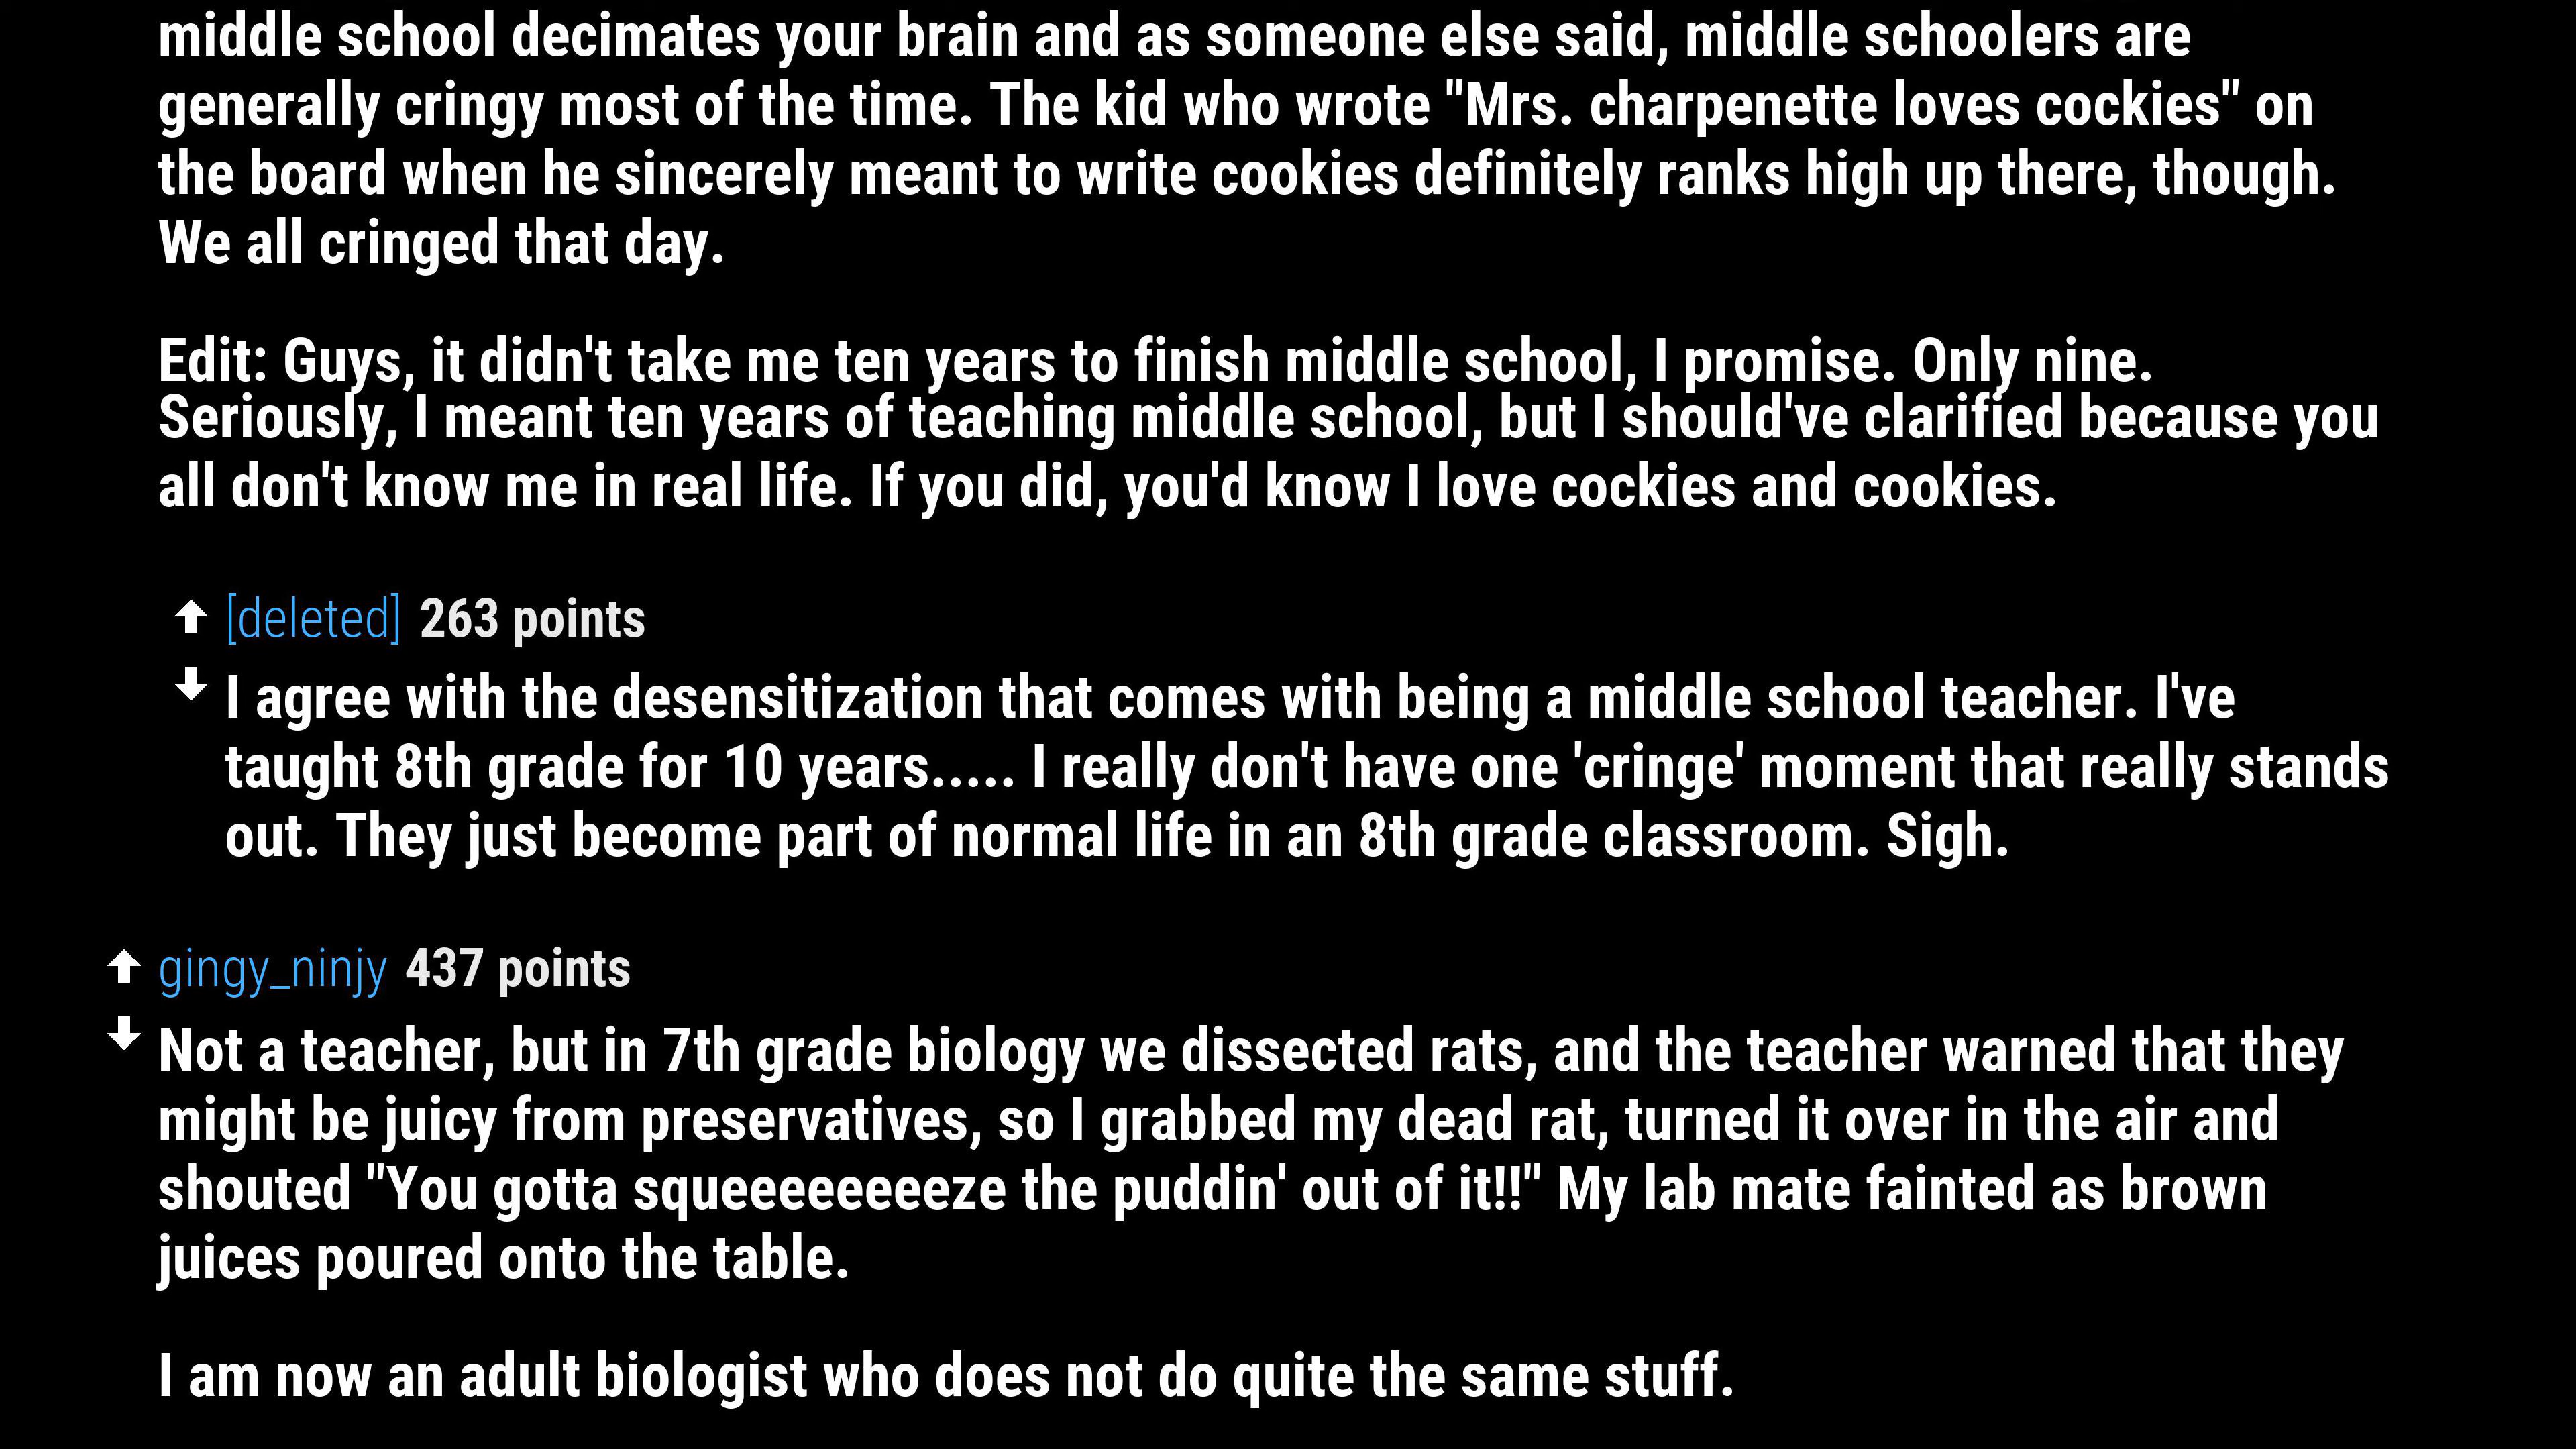 middle school decimates your brain and as someone else said, middle schoolers are
generally cringy most of the time. The kid who wrote "Mrs. charpenette loves cockies" on
the board when he sincerely meant to write cookies definitely ranks high up there, though.
We all cringed that day.
Edit: Guys, it didn't take me ten years to finish middle school, I promise. Only nine.
Seriously, I meant ten years of teaching middle school, but I should've clarified because you
all don't know me in real life. If you did, you'd know I love cockies and cookies.
[deleted] 263 points
I agree with the desensitization that comes with being a middle school teacher. I've
taught 8th grade for 10 years..... I really don't have one 'cringe' moment that really stands
out. They just become part of normal life in an 8th grade classroom. Sigh.
gingy_ninjy 437 points
Not a teacher, but in 7th grade biology we dissected rats, and the teacher warned that they
might be juicy from preservatives, so I grabbed my dead rat, turned it over in the air and
shouted "You gotta squeeeeeeeeze the puddin' out of it!!" My lab mate fainted as brown
juices poured onto the table.
I am now an adult biologist who does not do quite the same stuff.